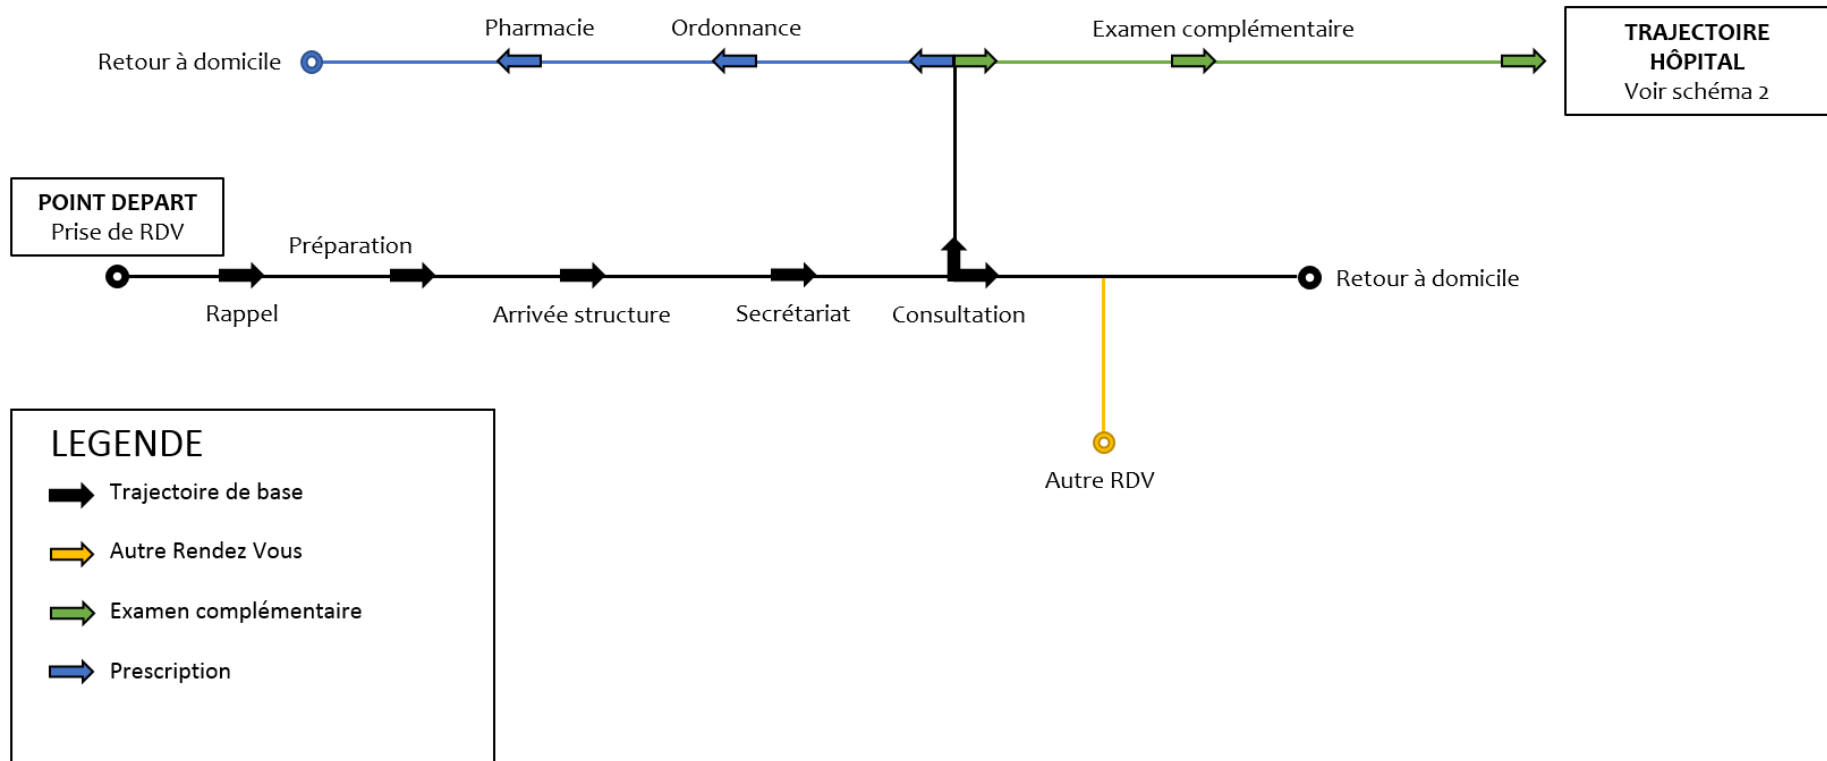 Pharmacie
Ordonnance
Examen complémentaire
Retour à domicile
TRAJECTOIRE
HÔPITAL
Voir schéma 2
POINT DEPART
Prise de RDV
Préparation
Retour à domicile
Rappel
Arrivée structure
Secrétariat
Consultation
Autre RDV
LEGENDE
Trajectoire de base
Autre Rendez Vous
Examen complémentaire
Prescription